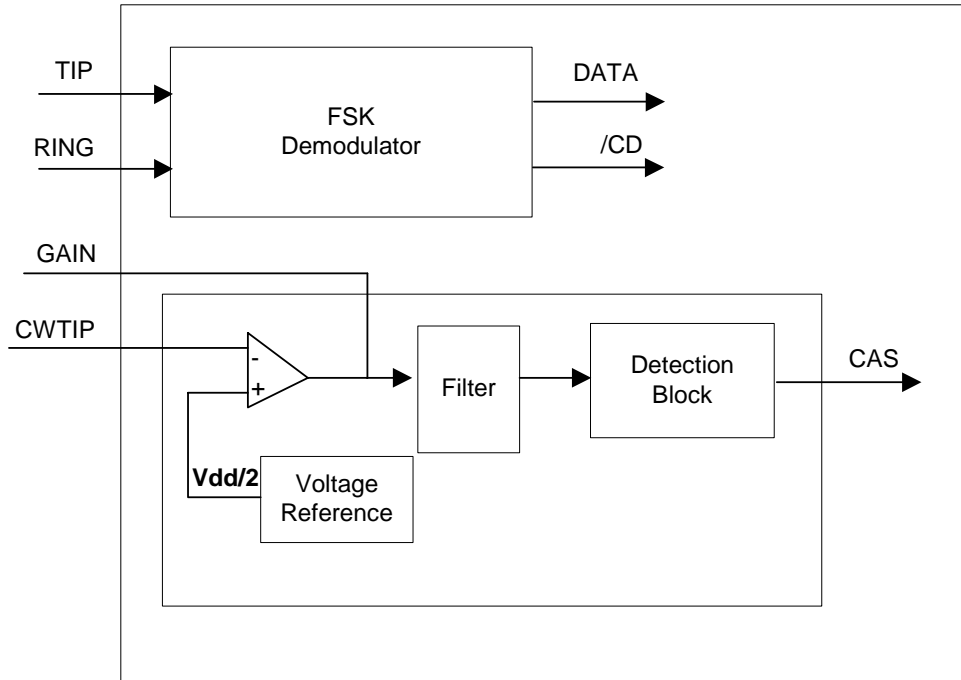 TIP
DATA
FSK
Demodulator
RING
/CD
GAIN
CWTIP
-
+
Filter
Detection
Block
CAS
Vdd/2
Voltage
Reference